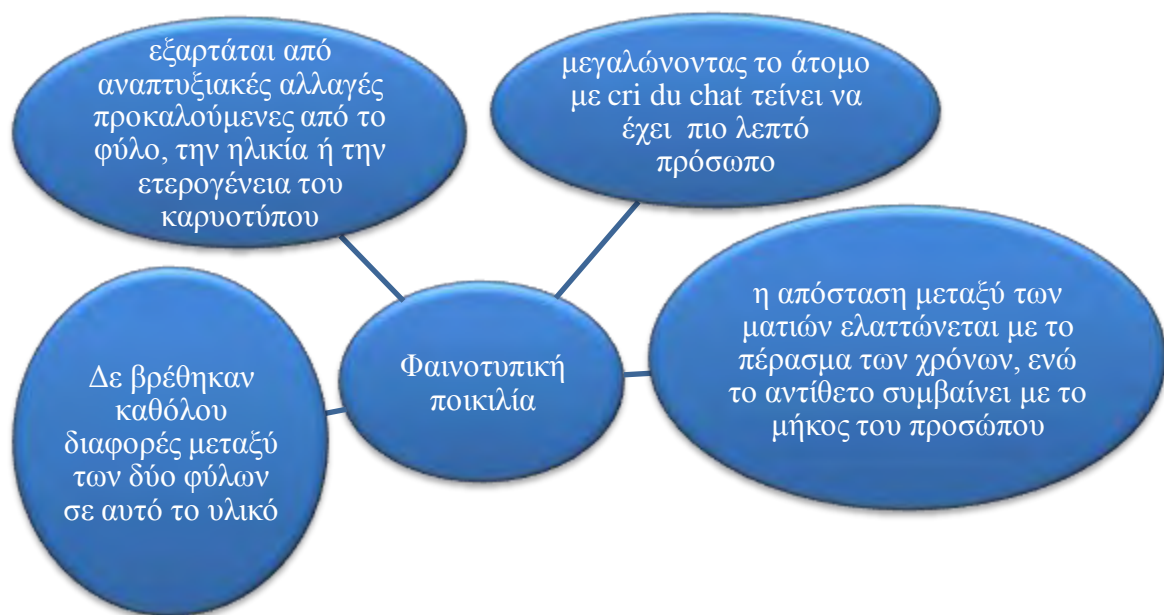 εξαρτάται από
αναπτυξιακές αλλαγές
προκαλούμενες από το
φύλο, την ηλικία ή την
ετερογένεια του
καρυοτύπου
μεγαλώνοντας το άτομο
με cri du chat τείνει να
έχει πιο λεπτό
πρόσωπο
Φαινοτυπική
ποικιλία
η απόσταση μεταξύ των
ματιών ελαττώνεται με το
πέρασμα των χρόνων, ενώ
το αντίθετο συμβαίνει με το
μήκος του προσώπου
Δε βρέθηκαν
καθόλου
διαφορές μεταξύ
των δύο φύλων
σε αυτό το υλικό